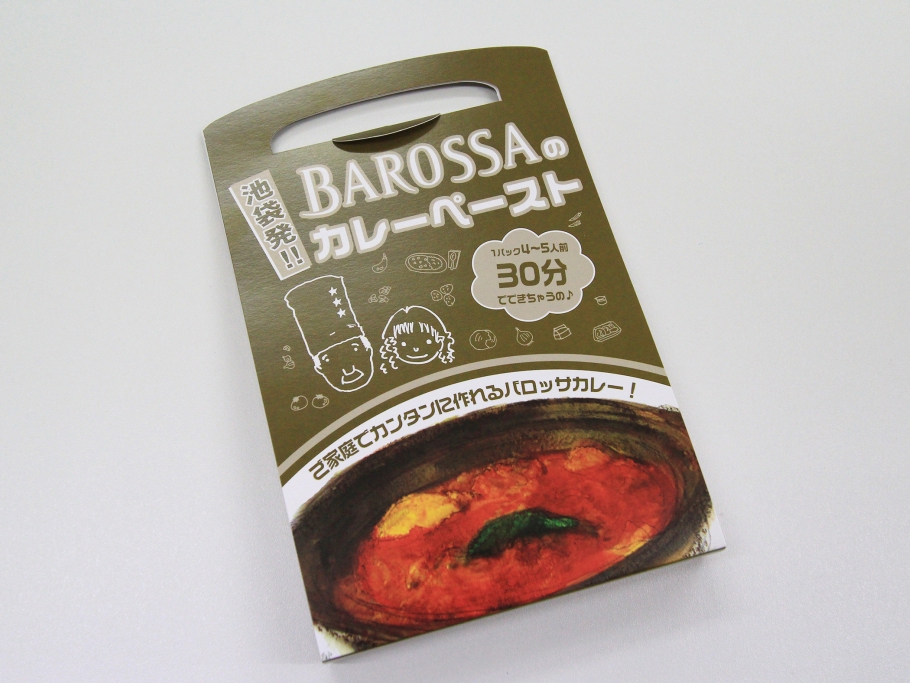 池袋発!!
BAROSSAの
カレーペースト
1パック4〜5人前
30分
でできちゃうの♪
ご家庭でカンタンに作れるバロッサカレー!